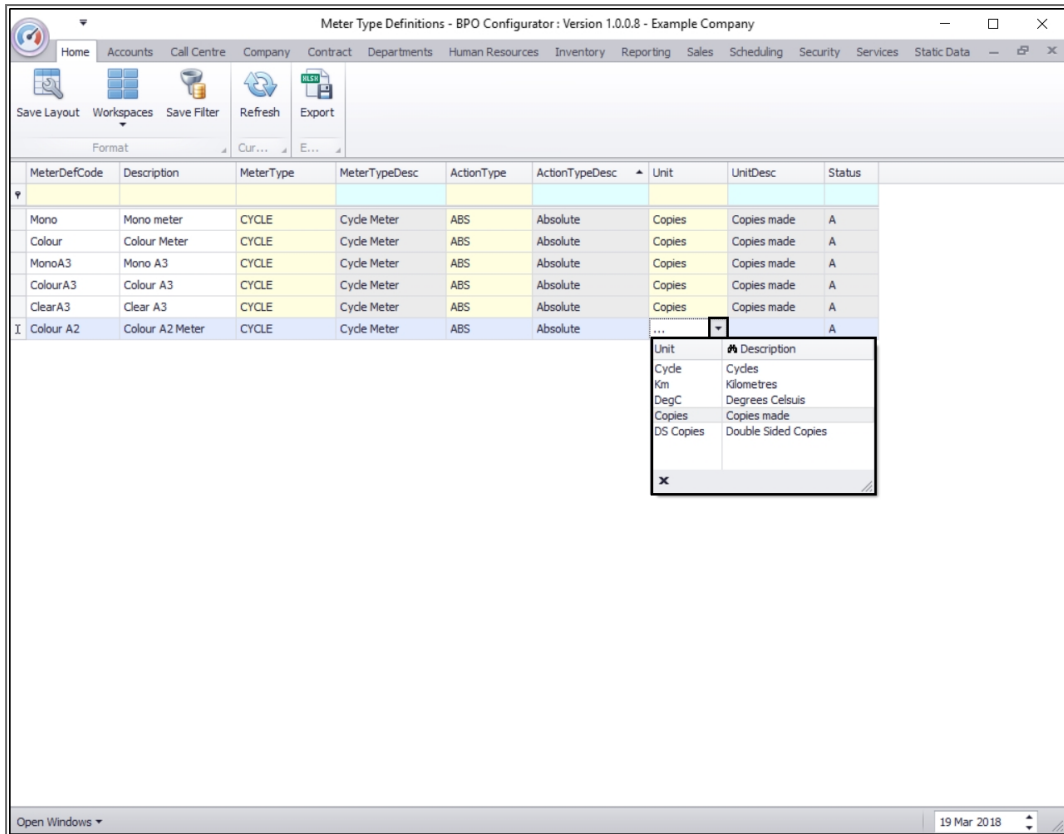 Meter Type Definitions - BPO Configurator : Version 1.0.0.8 - Example Company
Home Accounts Call Centre Company Contract Departments Human Resources Inventory Reporting Sales Scheduling Security Services Static Data
XLSX
Save Layout Workspaces Save Filter Refresh Export
Format Cur... E...
MeterDefCode Description MeterType MeterTypeDesc ActionType ActionTypeDesc Unit UnitDesc Status
Mono Mono meter CYCLE Cycle Meter ABS Absolute Copies Copies made A
Colour Colour Meter CYCLE Cycle Meter ABS Absolute Copies Copies made A
MonoA3 Mono A3 CYCLE Cycle Meter ABS Absolute Copies Copies made A
ColourA3 Colour A3 CYCLE Cycle Meter ABS Absolute Copies Copies made A
ClearA3 Clear A3 CYCLE Cycle Meter ABS Absolute Copies Copies made A
Colour A2 Colour A2 Meter CYCLE Cycle Meter ABS Absolute ... A
Unit Description
Cycle Cycles
Km Kilometres
DegC Degrees Celsuis
Copies Copies made
DS Copies Double Sided Copies
Open Windows 19 Mar 2018